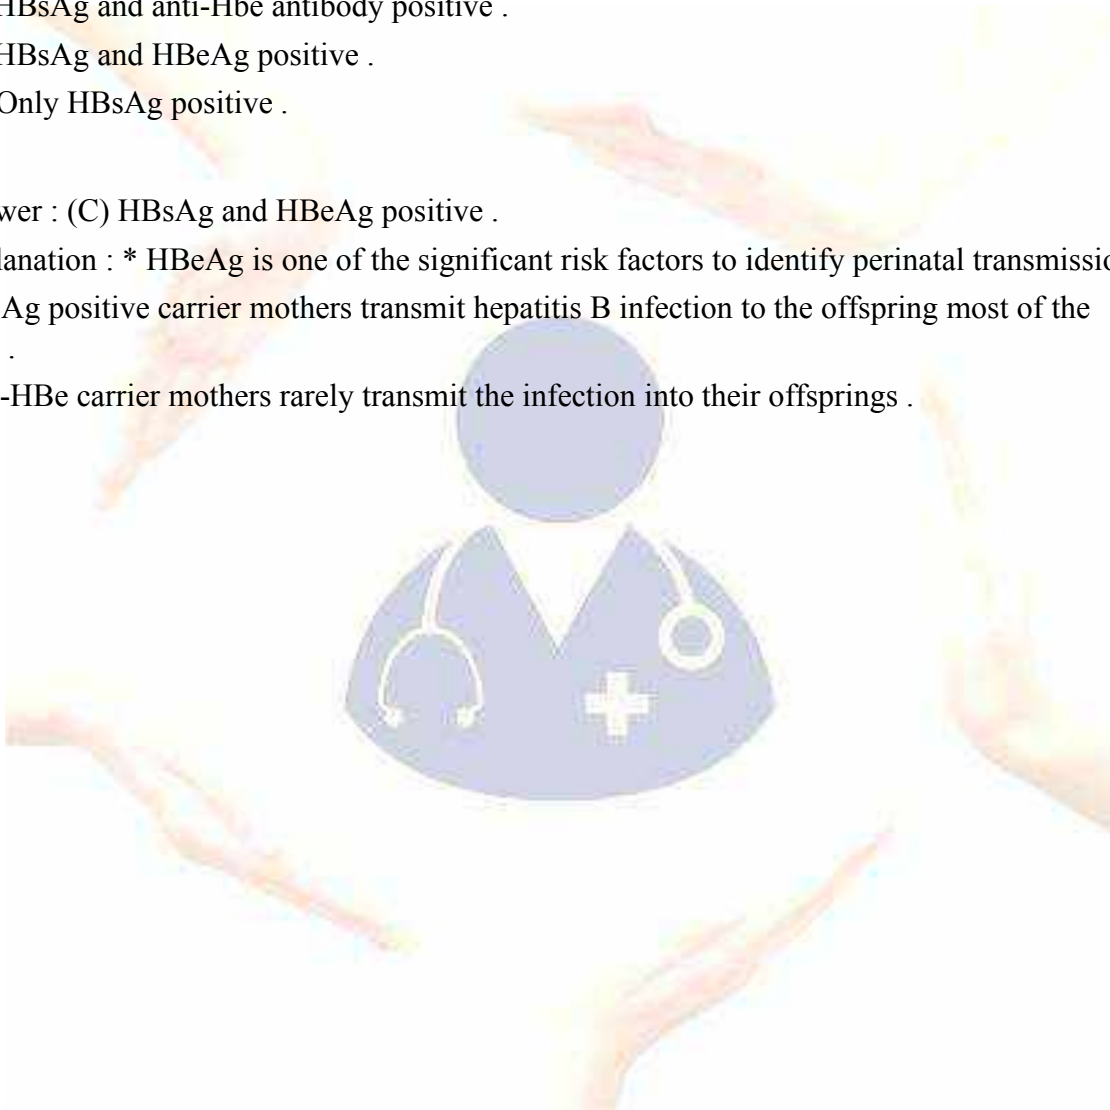 HBsAg and anti-Hbe antibody positive .
HBsAg and HBeAg positive .
Only HBsAg positive .
wer : (C) HBsAg and HBeAg positive .
lanation : * HBeAg is one of the significant risk factors to identify perinatal transmissio
Ag positive carrier mothers transmit hepatitis B infection to the offspring most of the
.
-HBe carrier mothers rarely transmit the infection into their offsprings .